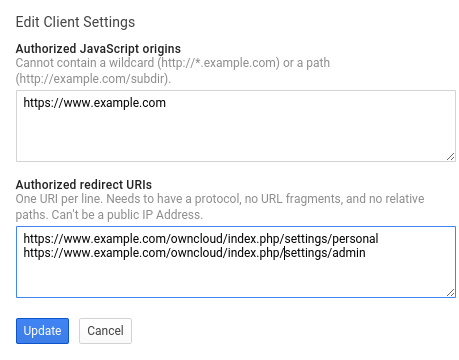 Edit Client Settings
Authorized JavaScript origins
Cannot contain a wildcard (http://*.example.com) or a path
(http://example.com/subdir).
https://www.example.com
Authorized redirect URIs
One URI per line. Needs to have a protocol, no URL fragments, and no relative
paths. Can't be a public IP Address.
https://www.example.com/owncloud/index.php/settings/personal
https://www.example.com/owncloud/index.php/settings/admin
Update Cancel